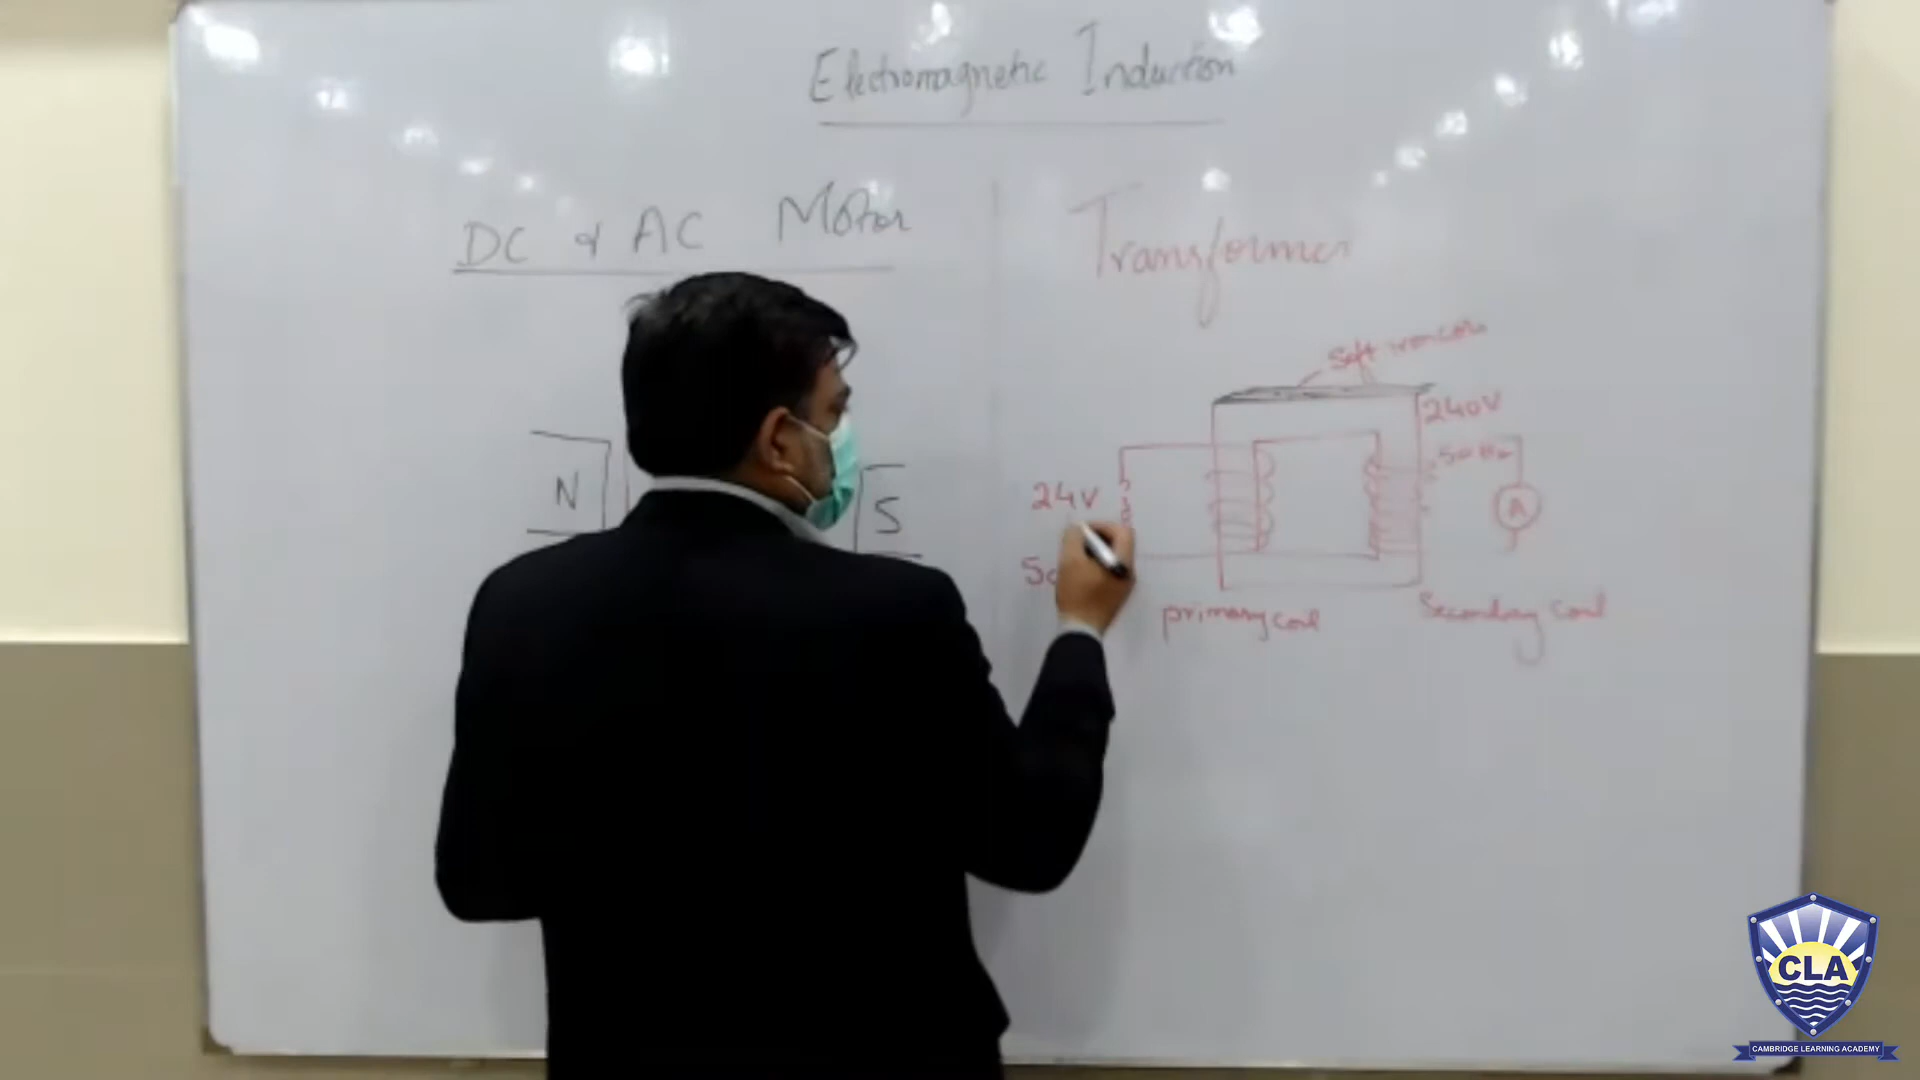 Electromagnetic Induction
DC & AC Motor
Transformer
Soft iron core
240V
50 Hz
N
S
24V
A
50
primary coil
Secondary coil
CLA
CAMBRIDGE LEARNING ACADEMY